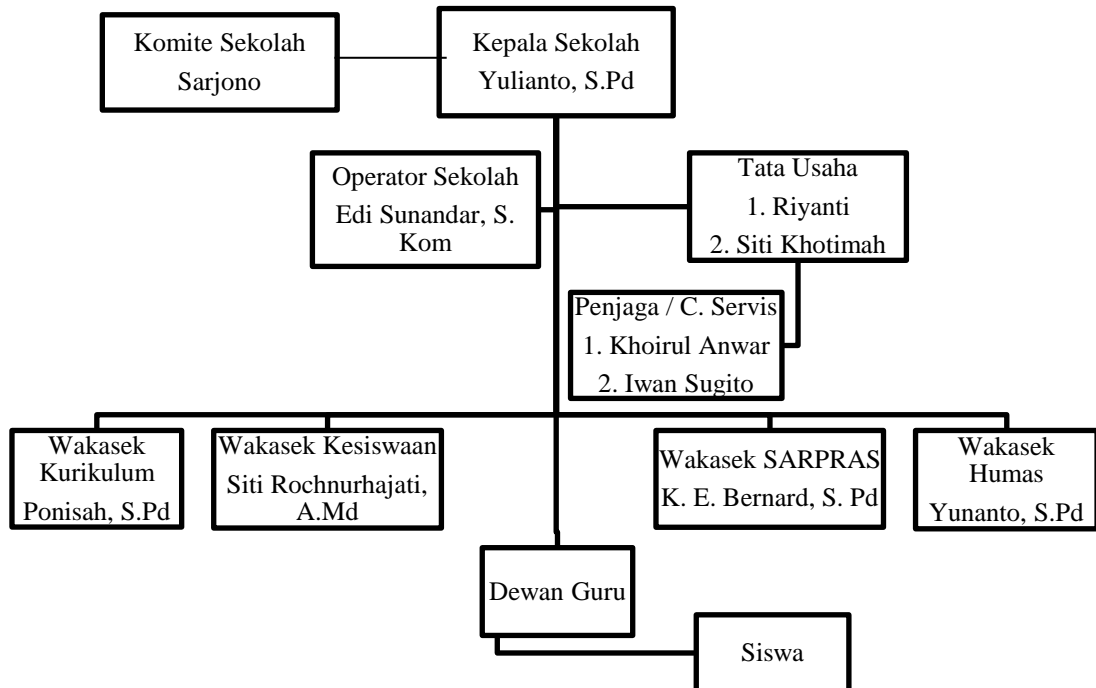 Komite Sekolah
Sarjono
Kepala Sekolah
Yulianto, S.Pd
Operator Sekolah
Edi Sunandar, S.
Kom
Tata Usaha
1. Riyanti
2. Siti Khotimah
Penjaga / C. Servis
1. Khoirul Anwar
2. Iwan Sugito
Wakasek
Kurikulum
Ponisah, S.Pd
Wakasek Kesiswaan
Siti Rochnurhajati,
A.Md
Wakasek SARPRAS
K. E. Bernard, S. Pd
Wakasek
Humas
Yunanto, S.Pd
Dewan Guru
Siswa